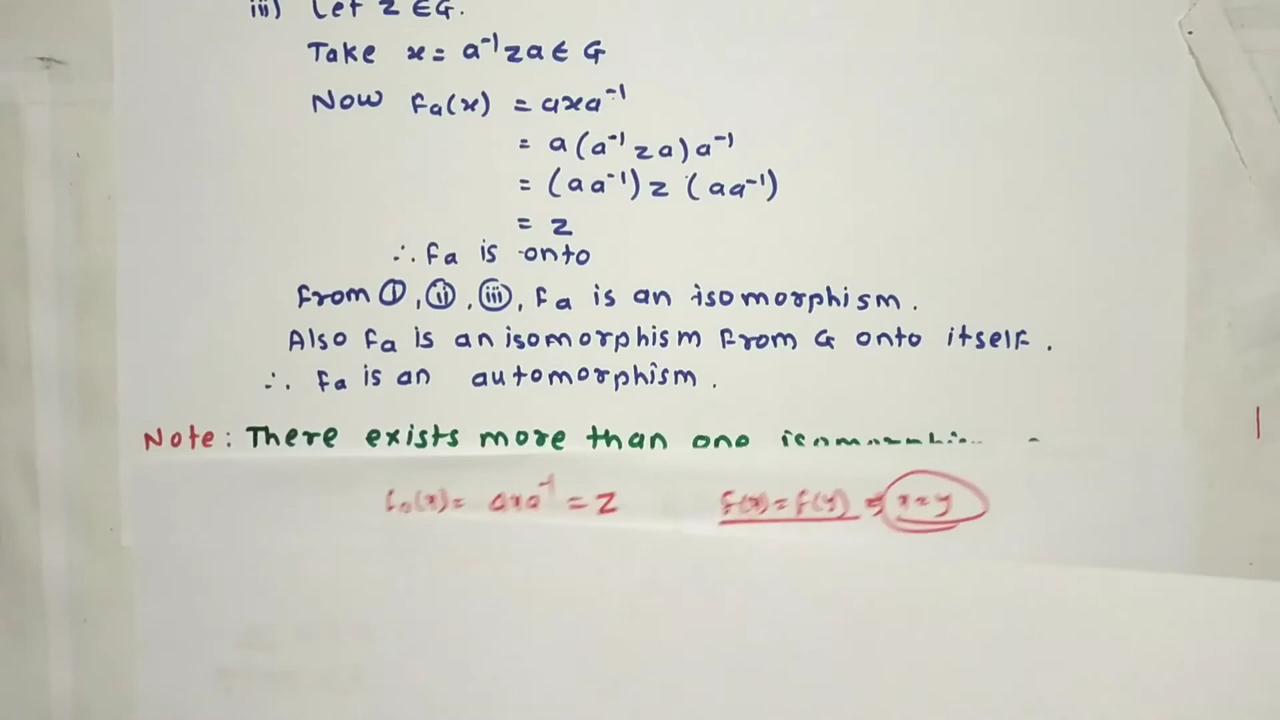 iii) Let z ∈ G.
Take x = a⁻¹za ∈ G
Now fa(x) = axa⁻¹
= a(a⁻¹za)a⁻¹
= (aa⁻¹)z(aa⁻¹)
= z
∴ fa is onto
From ⓘ, ⓘⓘ, ⓘⓘⓘ, fa is an isomorphism.
Also fa is an isomorphism from G onto itself.
∴ fa is an automorphism.
Note: There exists more than one
fa(x) = axa⁻¹ = z f(x) = f(y) ⇒ x = y